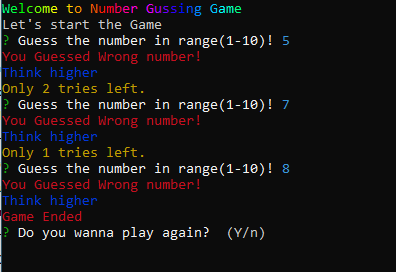 Welcome to Number Gussing Game
Let's start the Game
? Guess the number in range(1-10)! 5
You Guessed Wrong number!
Think higher
Only 2 tries left.
? Guess the number in range(1-10)! 7
You Guessed Wrong number!
Think higher
Only 1 tries left.
? Guess the number in range(1-10)! 8
You Guessed Wrong number!
Think higher
Game Ended
? Do you wanna play again?  (Y/n)